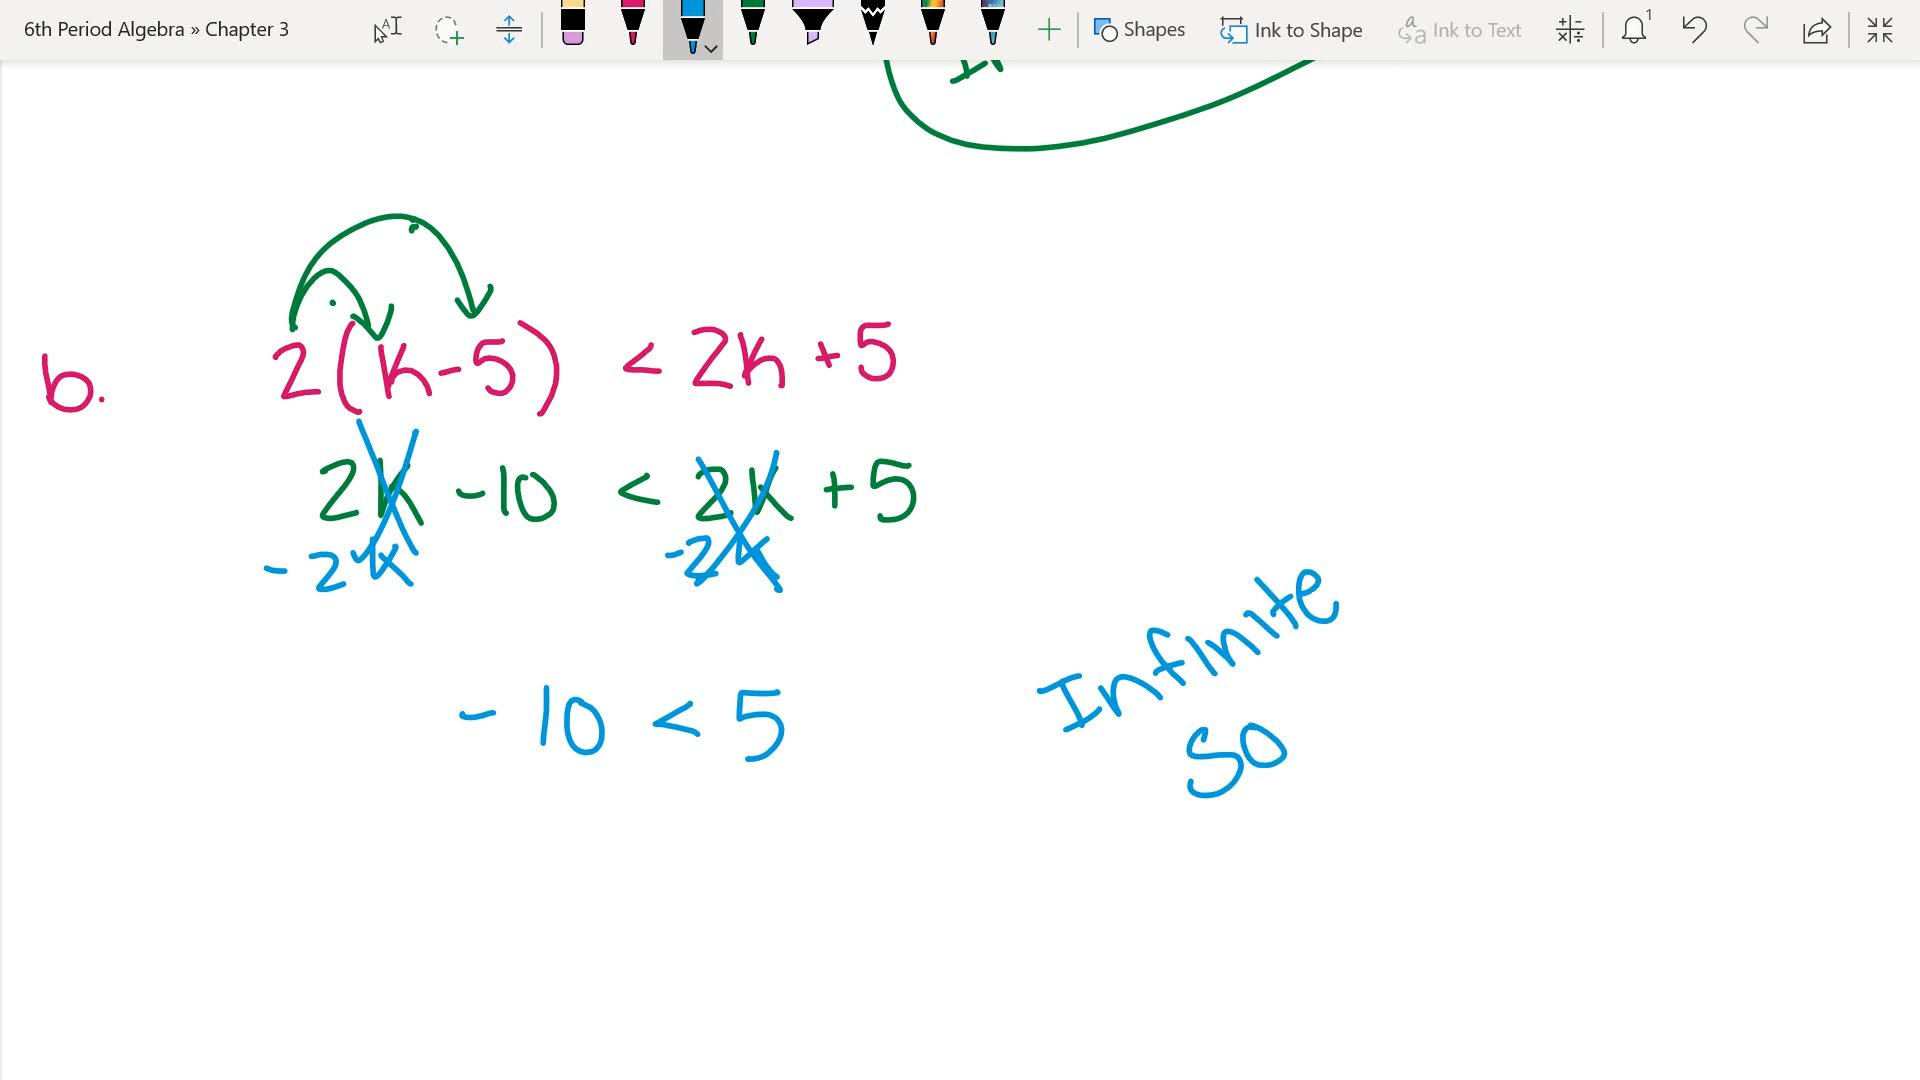 6th Period Algebra » Chapter 3
Shapes
Ink to Shape
Ink to Text
1
b. 2(k-5) < 2k + 5
2k - 10 < 2k + 5
- 2k -2k
- 10 < 5
Infinite
So